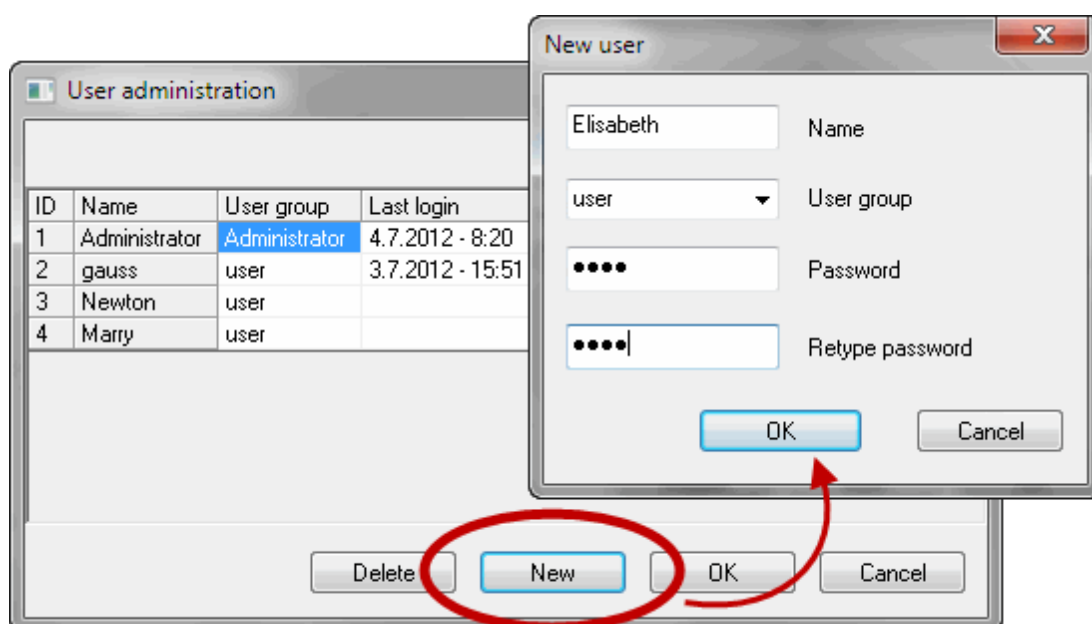 User administration
ID Name User group Last login
1 Administrator Administrator 4.7.2012 - 8:20
2 gauss user 3.7.2012 - 15:51
3 Newton user
4 Marry user
Delete New OK Cancel
New user
Elisabeth Name
user User group
•••• Password
•••• Retype password
OK Cancel